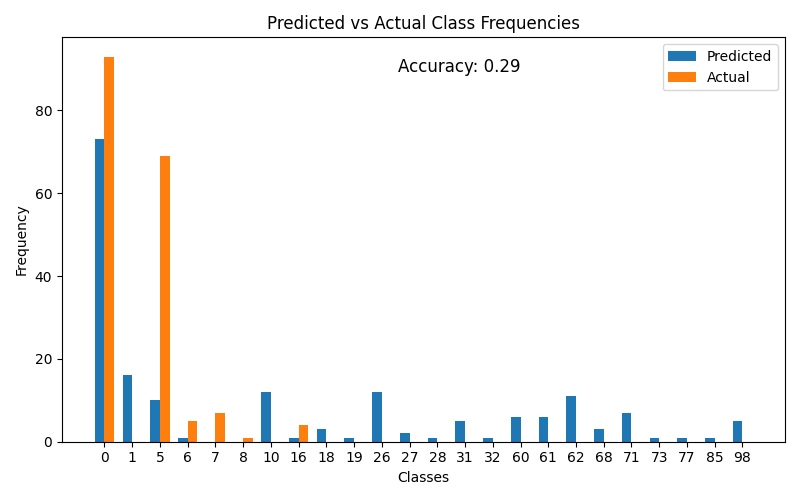 Predicted vs Actual Class Frequencies
Accuracy: 0.29
Predicted
Actual
Frequency
80
60
40
20
0
0 1 5 6 7 8 10 16 18 19 26 27 28 31 32 60 61 62 68 71 73 77 85 98
Classes